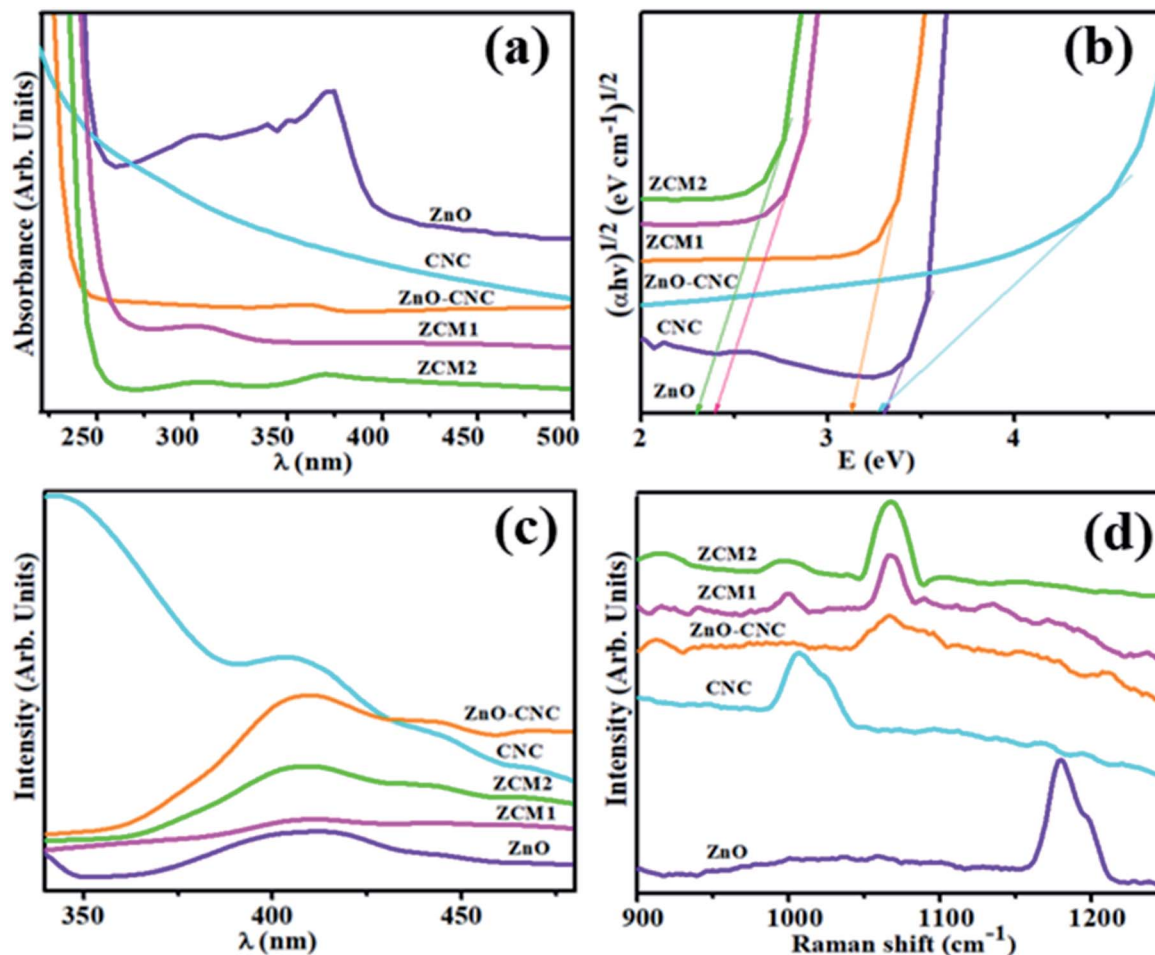 (a)
Absorbance (Arb. Units)
ZnO
CNC
ZnO-CNC
ZCM1
ZCM2
250 300 350 400 450 500
λ (nm)
(b)
(αhν)^1/2 (eV cm^-1)^1/2
ZCM2
ZCM1
ZnO-CNC
CNC
ZnO
2 3 4
E (eV)
(c)
Intensity (Arb. Units)
ZnO-CNC
CNC
ZCM2
ZCM1
ZnO
350 400 450
λ (nm)
(d)
Intensity (Arb. Units)
ZCM2
ZCM1
ZnO-CNC
CNC
ZnO
900 1000 1100 1200
Raman shift (cm^-1)